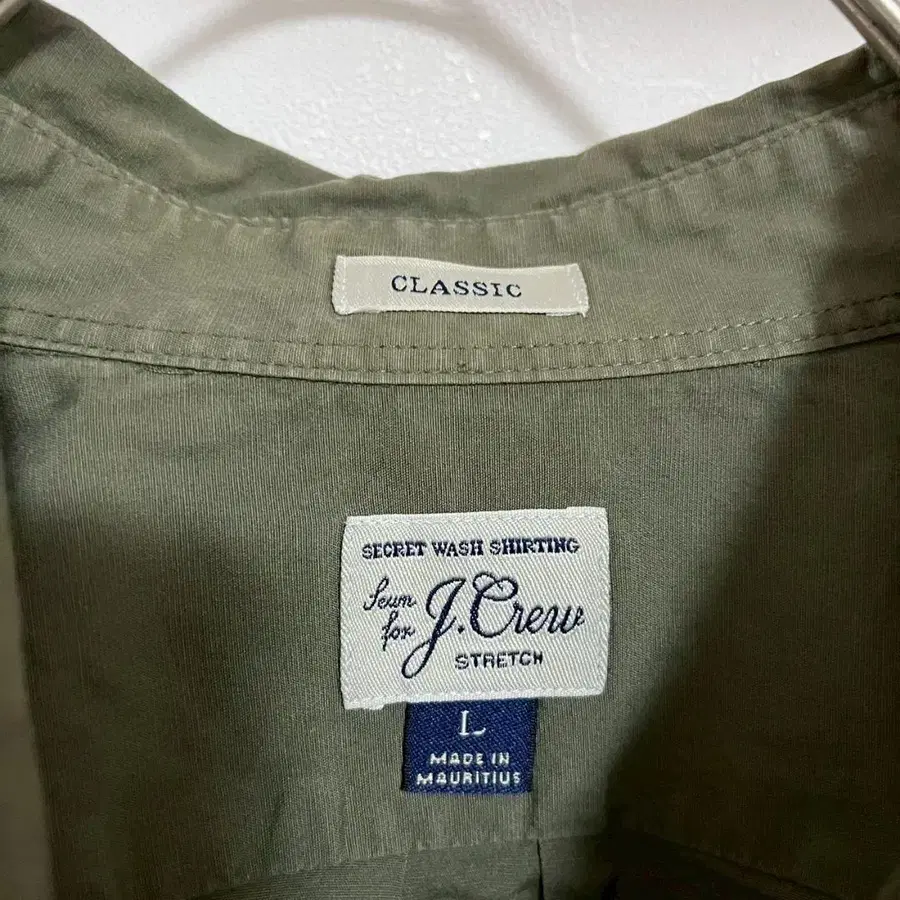 CLASSIC
SECRET WASH SHIRTING
Sewn
for
J.Crew
STRETCH
L
MADE IN
MAURITIUS